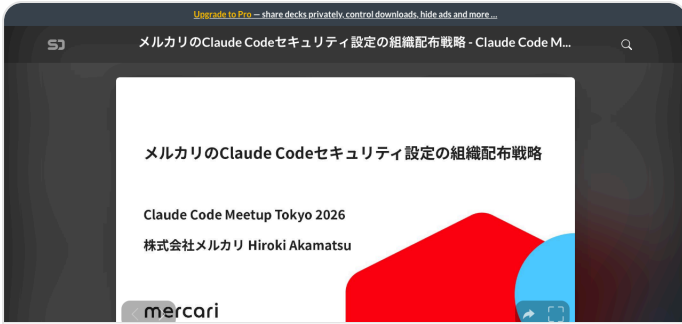 Upgrade to Pro — share decks privately, control downloads, hide ads and more …
メルカリのClaude Codeセキュリティ設定の組織配布戦略 - Claude Code M...
メルカリのClaude Codeセキュリティ設定の組織配布戦略
Claude Code Meetup Tokyo 2026
株式会社メルカリ Hiroki Akamatsu
mercari